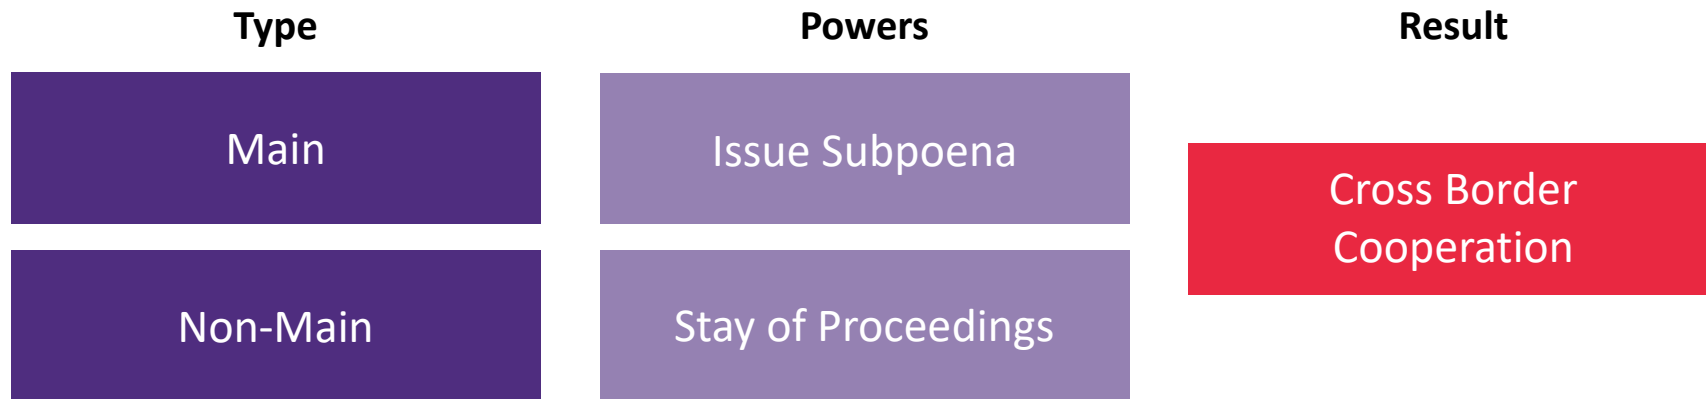 Type
Powers
Result
Main
Issue Subpoena
Cross Border
Cooperation
Non-Main
Stay of Proceedings